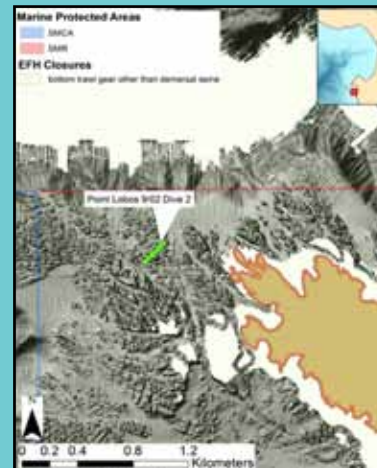 Marine Protected Areas
SMCA
SMR
EFH Closures
bottom trawl gear other than demersal seine
Point Lobos 9/02 Dive 2
N
0 0.2 0.4 0.8 1.2
Kilometers